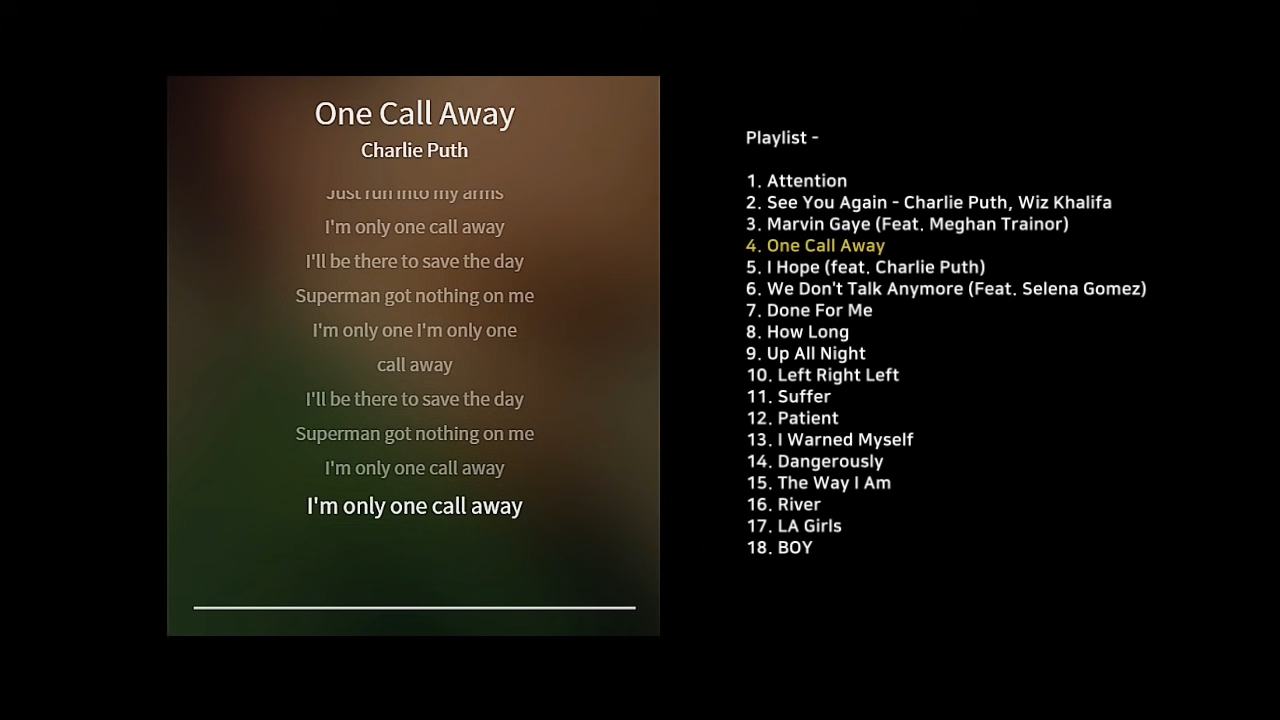 One Call Away
Charlie Puth
Just run into my arms
I'm only one call away
I'll be there to save the day
Superman got nothing on me
I'm only one I'm only one
call away
I'll be there to save the day
Superman got nothing on me
I'm only one call away
I'm only one call away
Playlist -
1. Attention
2. See You Again - Charlie Puth, Wiz Khalifa
3. Marvin Gaye (Feat. Meghan Trainor)
4. One Call Away
5. I Hope (feat. Charlie Puth)
6. We Don't Talk Anymore (Feat. Selena Gomez)
7. Done For Me
8. How Long
9. Up All Night
10. Left Right Left
11. Suffer
12. Patient
13. I Warned Myself
14. Dangerously
15. The Way I Am
16. River
17. LA Girls
18. BOY